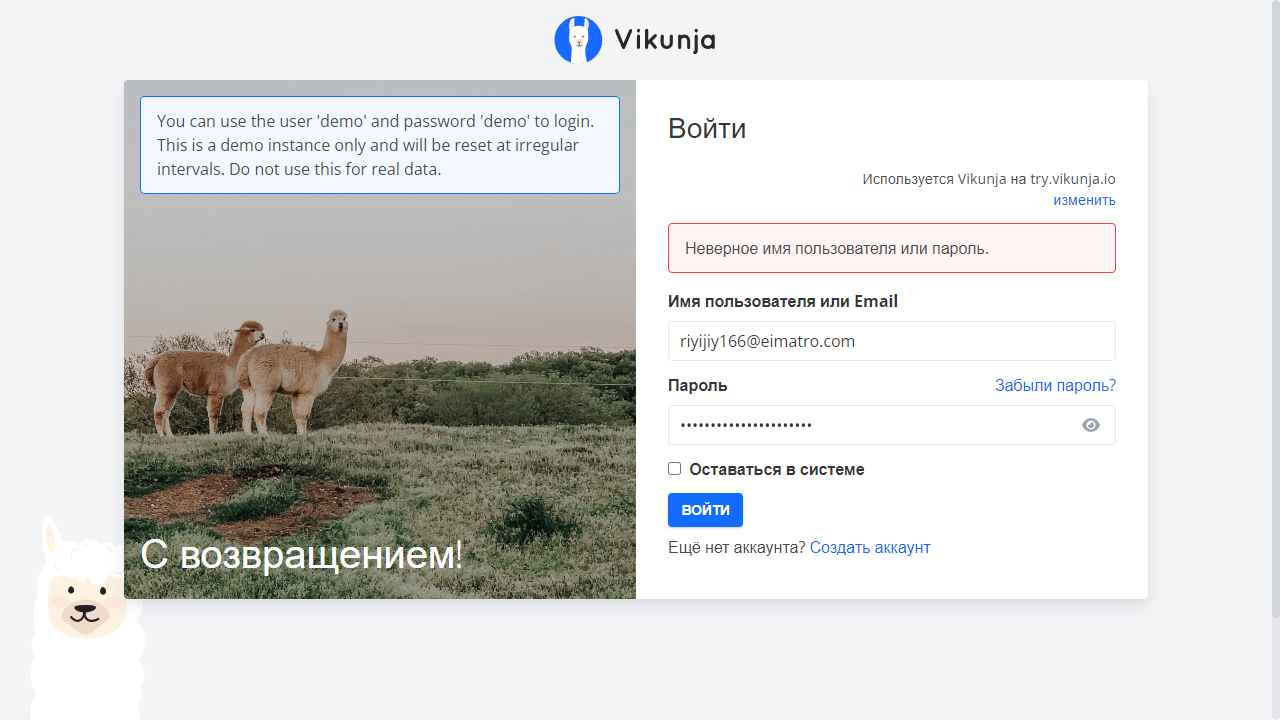 Vikunja
You can use the user 'demo' and password 'demo' to login.
This is a demo instance only and will be reset at irregular
intervals. Do not use this for real data.
С возвращением!
Войти
Используется Vikunja на try.vikunja.io
изменить
Неверное имя пользователя или пароль.
Имя пользователя или Email
riyijiy166@eimatro.com
Пароль
Забыли пароль?
••••••••••••••••••••••
Оставаться в системе
ВОЙТИ
Ещё нет аккаунта? Создать аккаунт